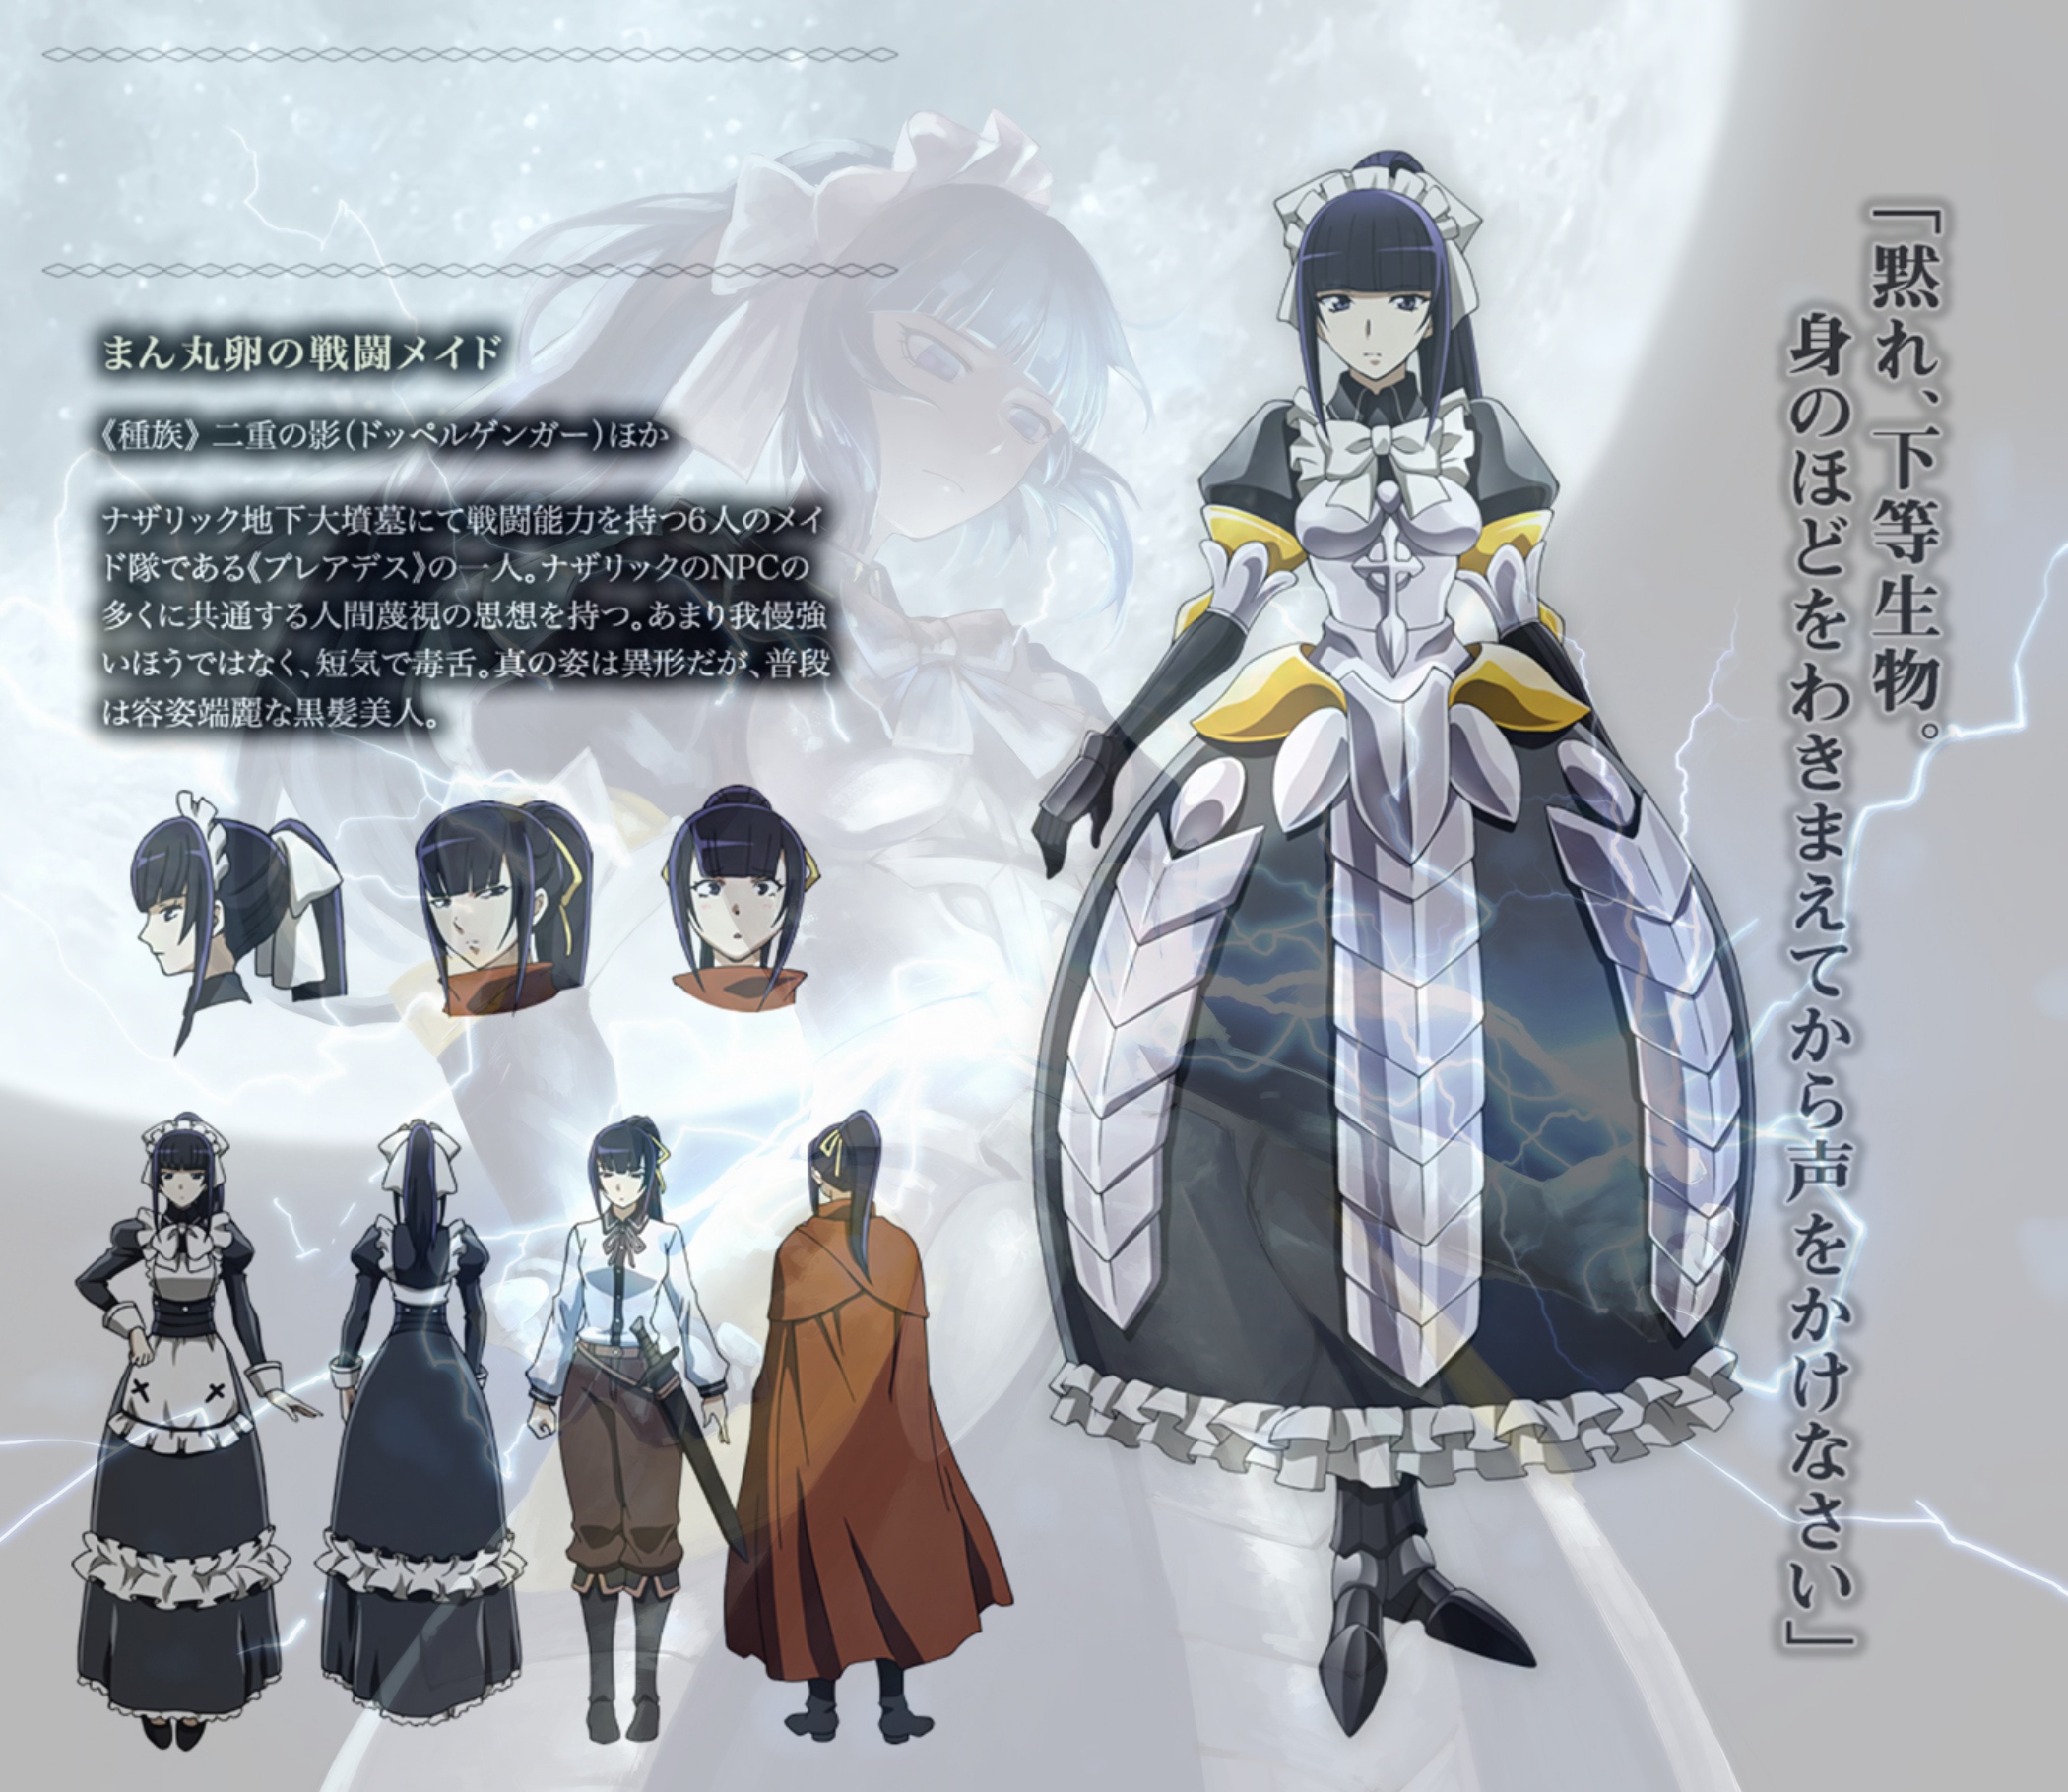 まん丸卵の戦闘メイド
《種族》 二重の影(ドッペルゲンガー)ほか
ナザリック地下大墳墓にて戦闘能力を持つ6人のメイ
ド隊である《プレアデス》の一人。ナザリックのNPCの
多くに共通する人間蔑視の思想を持つ。あまり我慢強
いほうではなく、短気で毒舌。真の姿は異形だが、普段
は容姿端麗な黒髪美人。
「黙れ、下等生物。
身のほどをわきまえてから声をかけなさい」